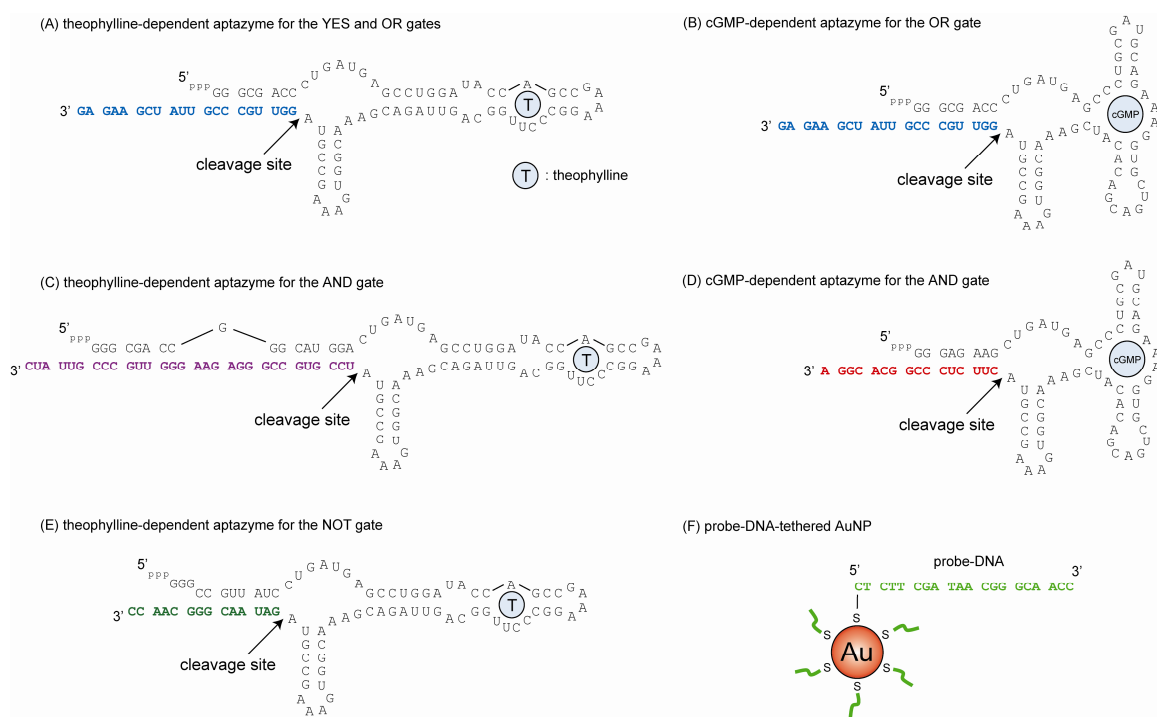 (A) theophylline-dependent aptazyme for the YES and OR gates
5'
PPP GG GCG ACC
3' GA GAA GCU AUU GCC CGU UGG
cleavage site
T
T : theophylline
(B) cGMP-dependent aptazyme for the OR gate
5'
PPP GG GCG ACC
3' GA GAA GCU AUU GCC CGU UGG
cleavage site
cGMP
(C) theophylline-dependent aptazyme for the AND gate
5'
PPP GGG CGA CC G GG CAU GGA
3' CUA UUG CCC GUU GGG AAG AGG GCC GUG CCU
cleavage site
T
(D) cGMP-dependent aptazyme for the AND gate
5'
PPP GG GAG AAG
3' A GGC ACG GCC CUC UUC
cleavage site
cGMP
(E) theophylline-dependent aptazyme for the NOT gate
5'
PPP GGG CC GUU AUC
3' CC AAC GGG CAA UAG
cleavage site
T
(F) probe-DNA-tethered AuNP
probe-DNA
5' 3'
CT CTT CGA TAA CGG GCA ACC
S
S S
Au
S S
S